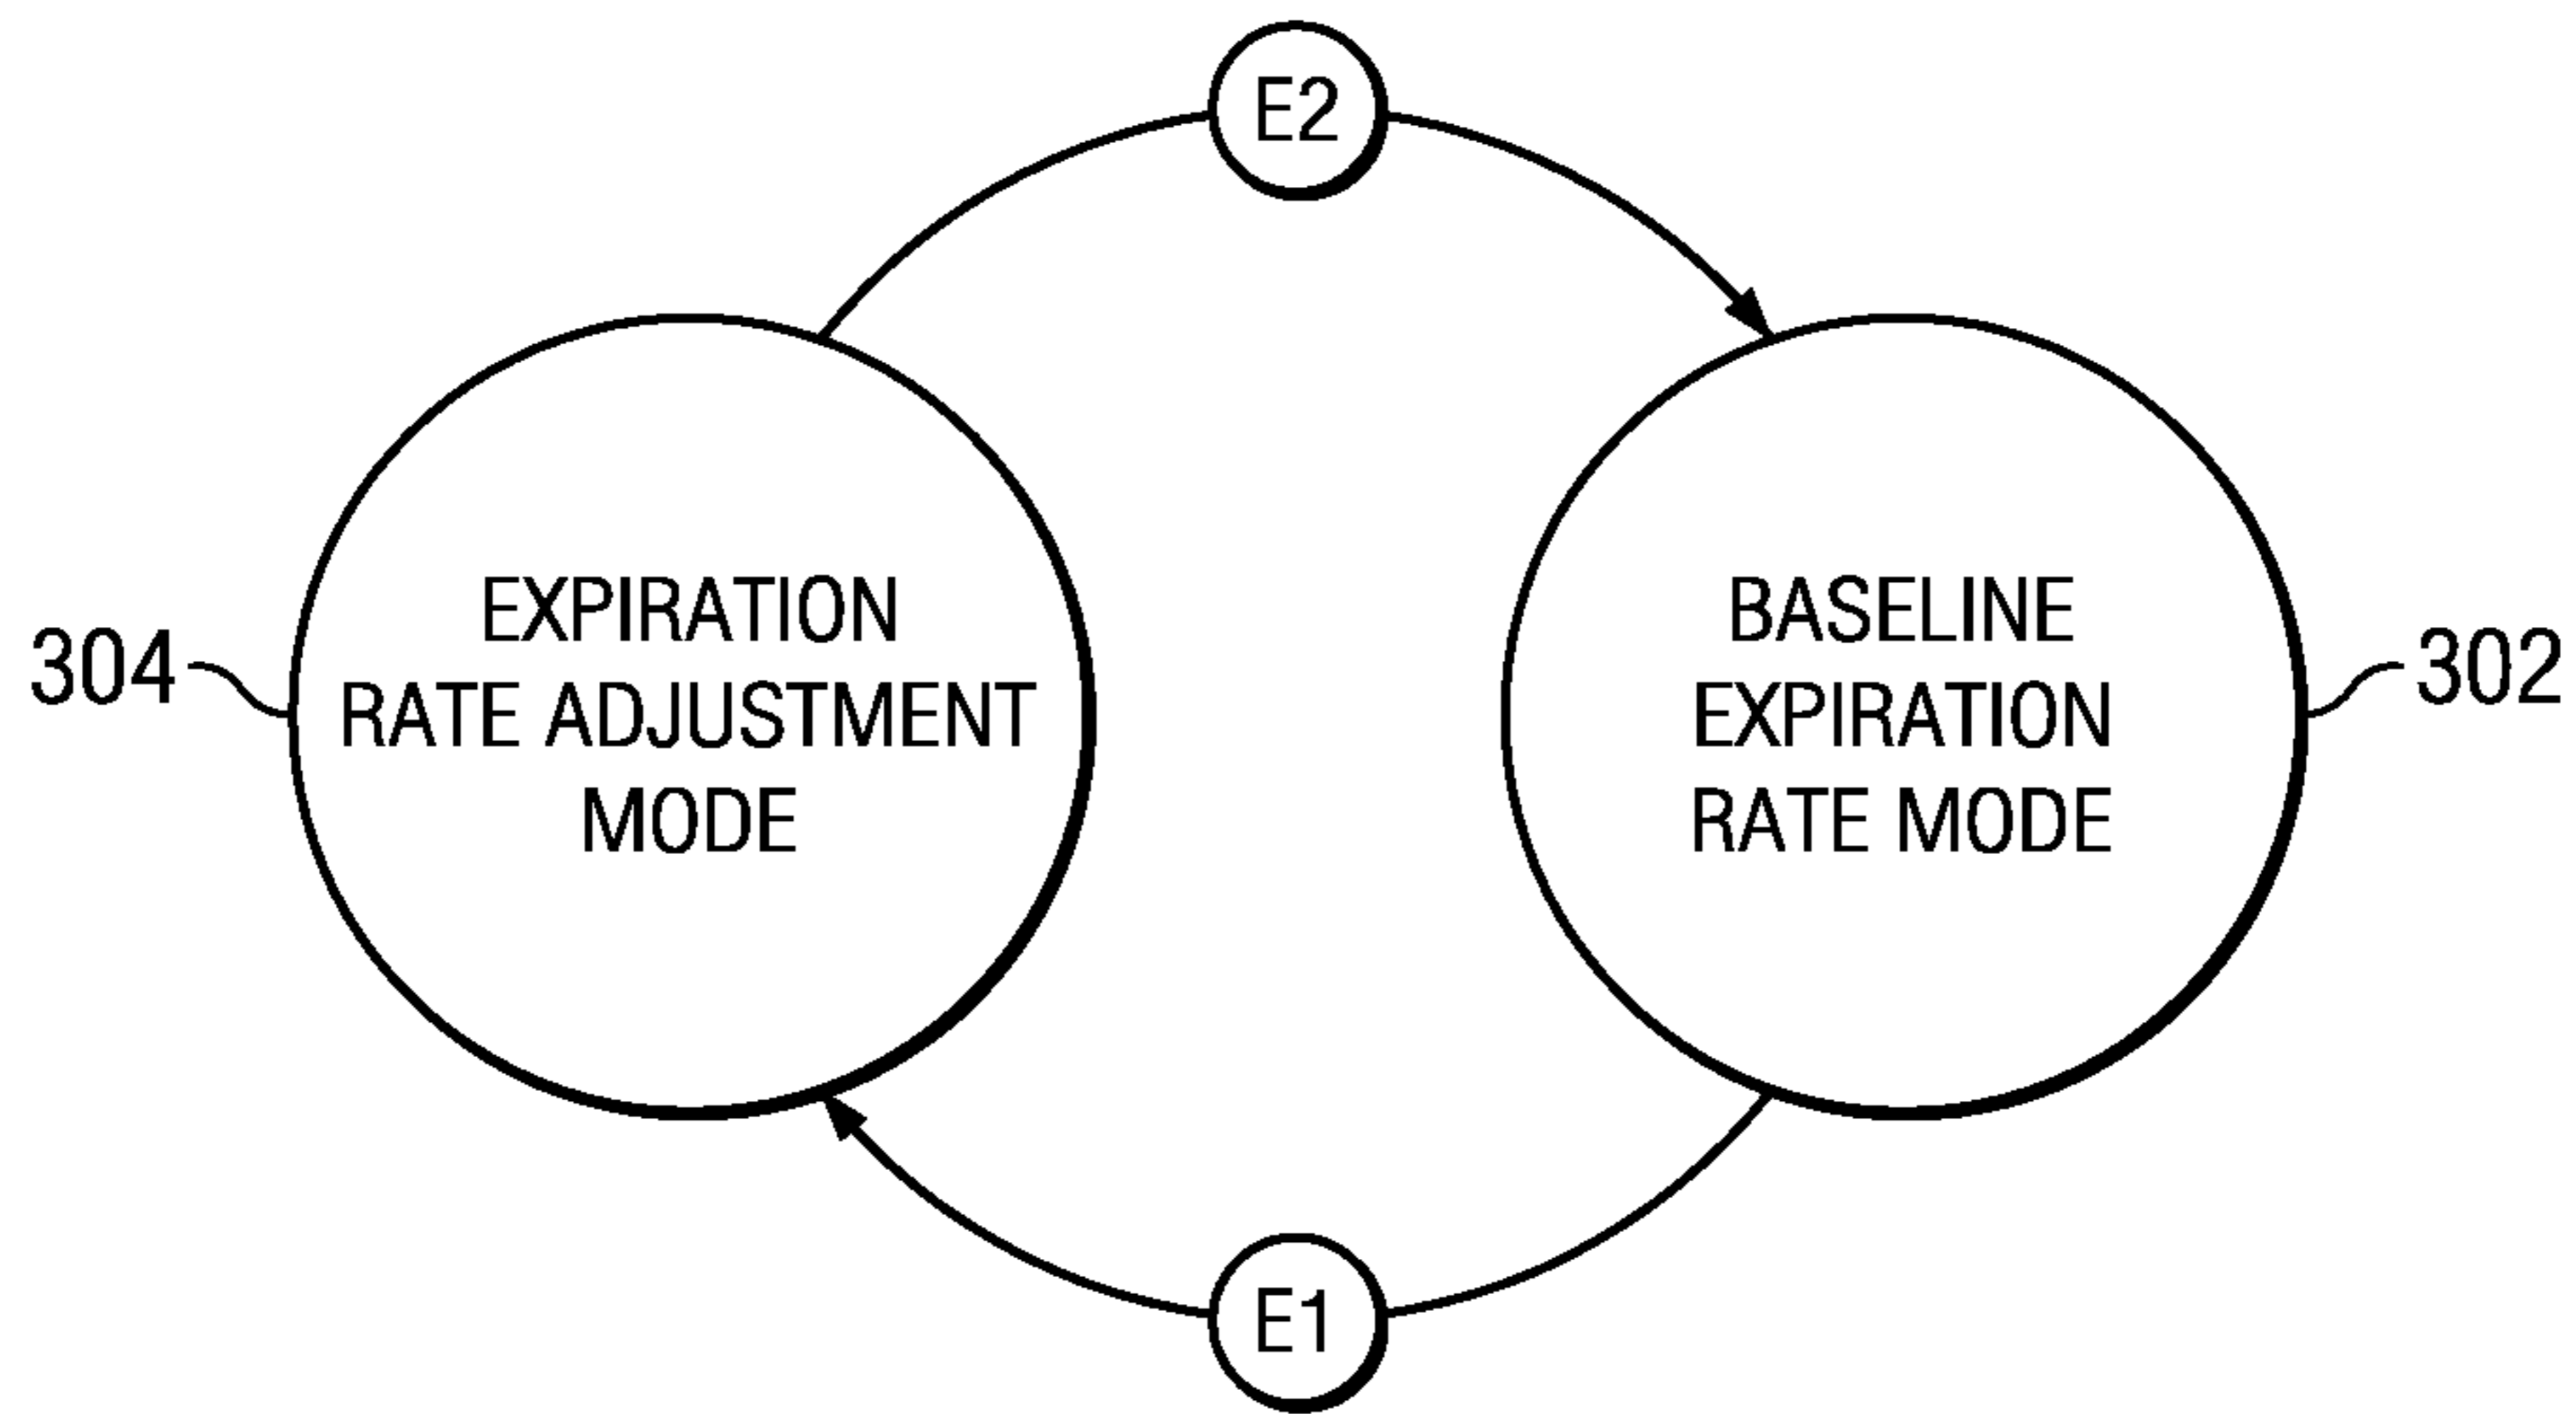 E2
EXPIRATION
RATE ADJUSTMENT
MODE
304
BASELINE
EXPIRATION
RATE MODE
302
E1